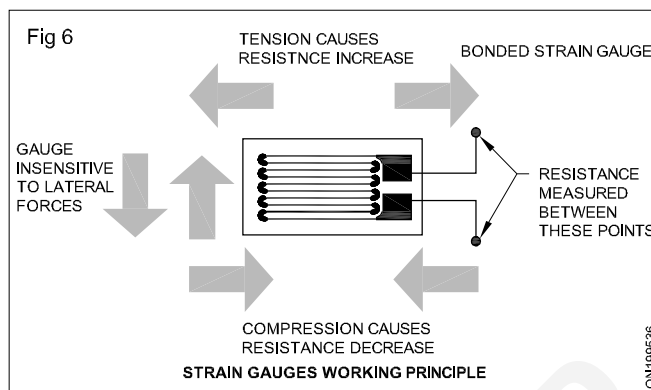 Fig 6
TENSION CAUSES
RESISTNCE INCREASE
BONDED STRAIN GAUGE
GAUGE
INSENSITIVE
TO LATERAL
FORCES
RESISTANCE
MEASURED
BETWEEN
THESE POINTS
COMPRESSION CAUSES
RESISTANCE DECREASE
STRAIN GAUGES WORKING PRINCIPLE